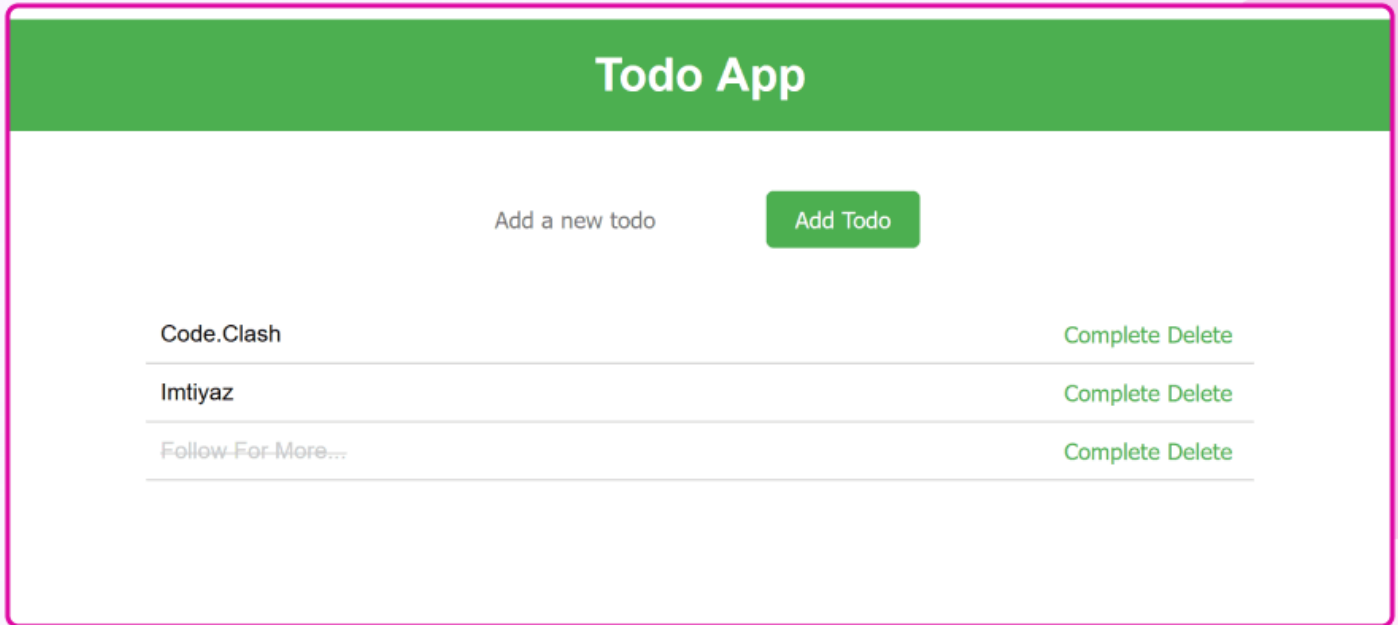 Todo App
Add a new todo Add Todo
Code.Clash Complete Delete
Imtiyaz Complete Delete
Follow For More... Complete Delete